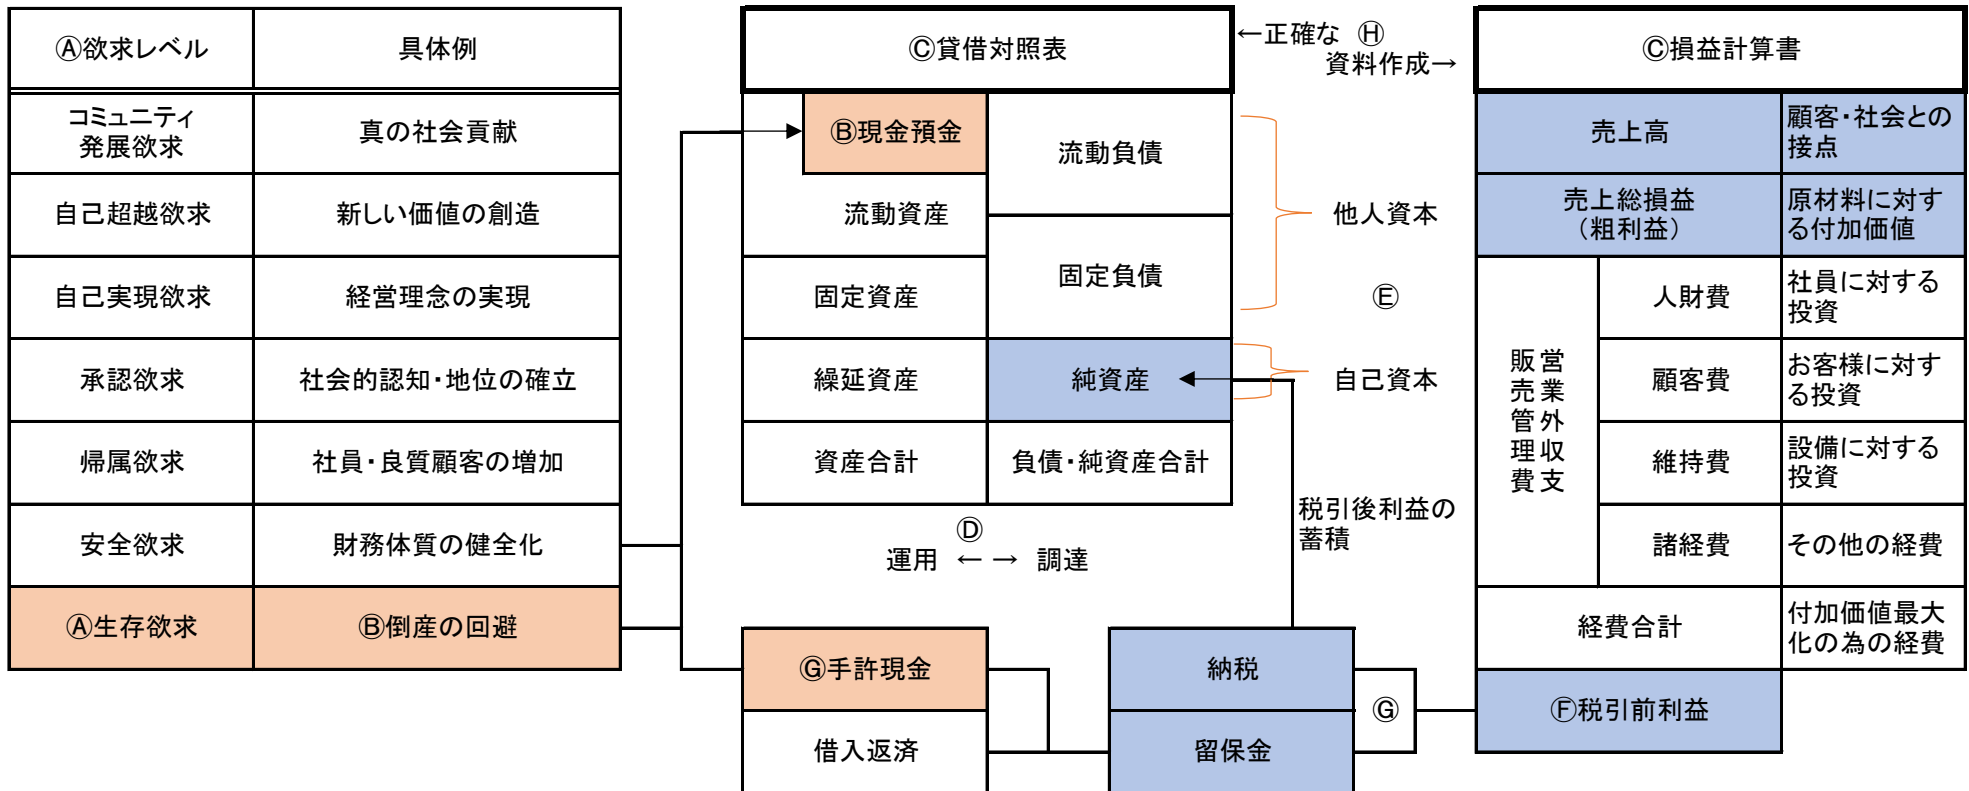 Ⓐ欲求レベル
具体例
コミュニティ
発展欲求
真の社会貢献
自己超越欲求
新しい価値の創造
自己実現欲求
経営理念の実現
承認欲求
社会的認知・地位の確立
帰属欲求
社員・良質顧客の増加
安全欲求
財務体質の健全化
Ⓐ生存欲求
Ⓑ倒産の回避
Ⓒ貸借対照表
Ⓑ現金預金
流動資産
固定資産
繰延資産
資産合計
流動負債
固定負債
純資産
負債・純資産合計
Ⓓ
運用 ←→ 調達
←正確な Ⓗ
資料作成→
他人資本
Ⓔ
自己資本
税引後利益の
蓄積
Ⓖ手許現金
借入返済
納税
留保金
Ⓖ
Ⓒ損益計算書
売上高
顧客・社会との
接点
売上総損益
（粗利益）
原材料に対す
る付加価値
販売管理費
営業外収支
人財費
社員に対する
投資
顧客費
お客様に対す
る投資
維持費
設備に対する
投資
諸経費
その他の経費
経費合計
付加価値最大
化の為の経費
Ⓕ税引前利益